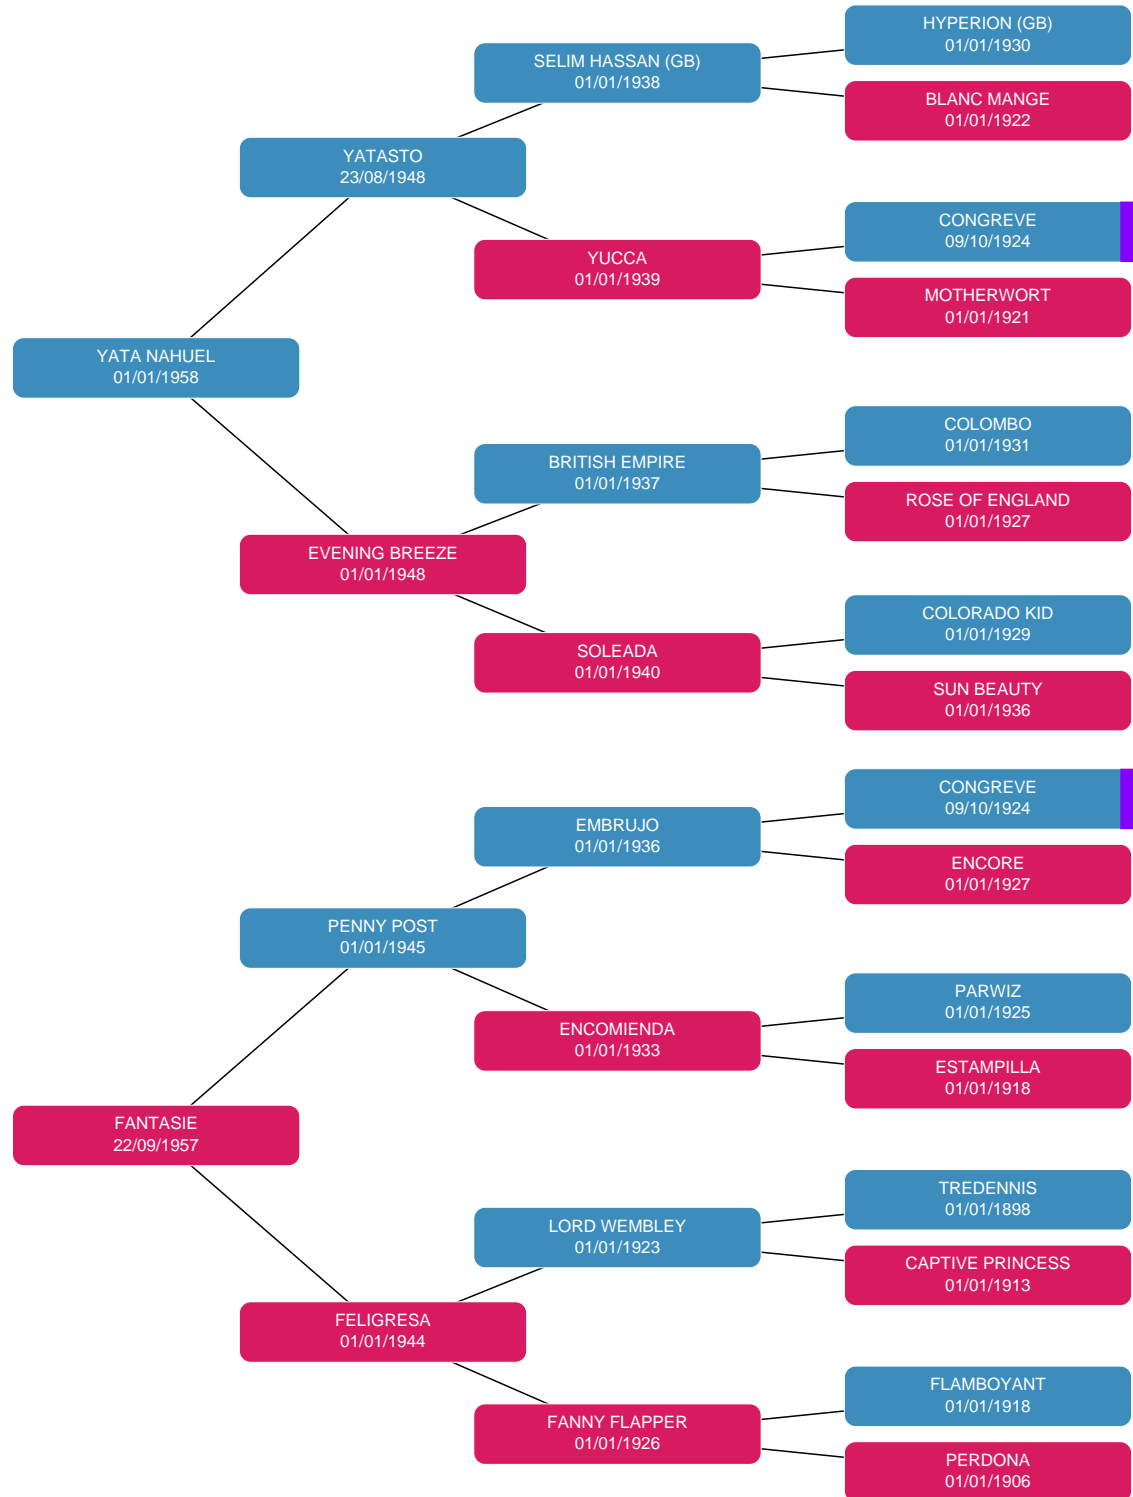 HYPERION (GB)
01/01/1930
SELIM HASSAN (GB)
01/01/1938
BLANC MANGE
01/01/1922
YATASTO
23/08/1948
CONGREVE
09/10/1924
YUCCA
01/01/1939
MOTHERWORT
01/01/1921
YATA NAHUEL
01/01/1958
COLOMBO
01/01/1931
BRITISH EMPIRE
01/01/1937
ROSE OF ENGLAND
01/01/1927
EVENING BREEZE
01/01/1948
COLORADO KID
01/01/1929
SOLEADA
01/01/1940
SUN BEAUTY
01/01/1936
CONGREVE
09/10/1924
EMBRUJO
01/01/1936
ENCORE
01/01/1927
PENNY POST
01/01/1945
PARWIZ
01/01/1925
ENCOMIENDA
01/01/1933
ESTAMPILLA
01/01/1918
FANTASIE
22/09/1957
TREDENNIS
01/01/1898
LORD WEMBLEY
01/01/1923
CAPTIVE PRINCESS
01/01/1913
FELIGRESA
01/01/1944
FLAMBOYANT
01/01/1918
FANNY FLAPPER
01/01/1926
PERDONA
01/01/1906